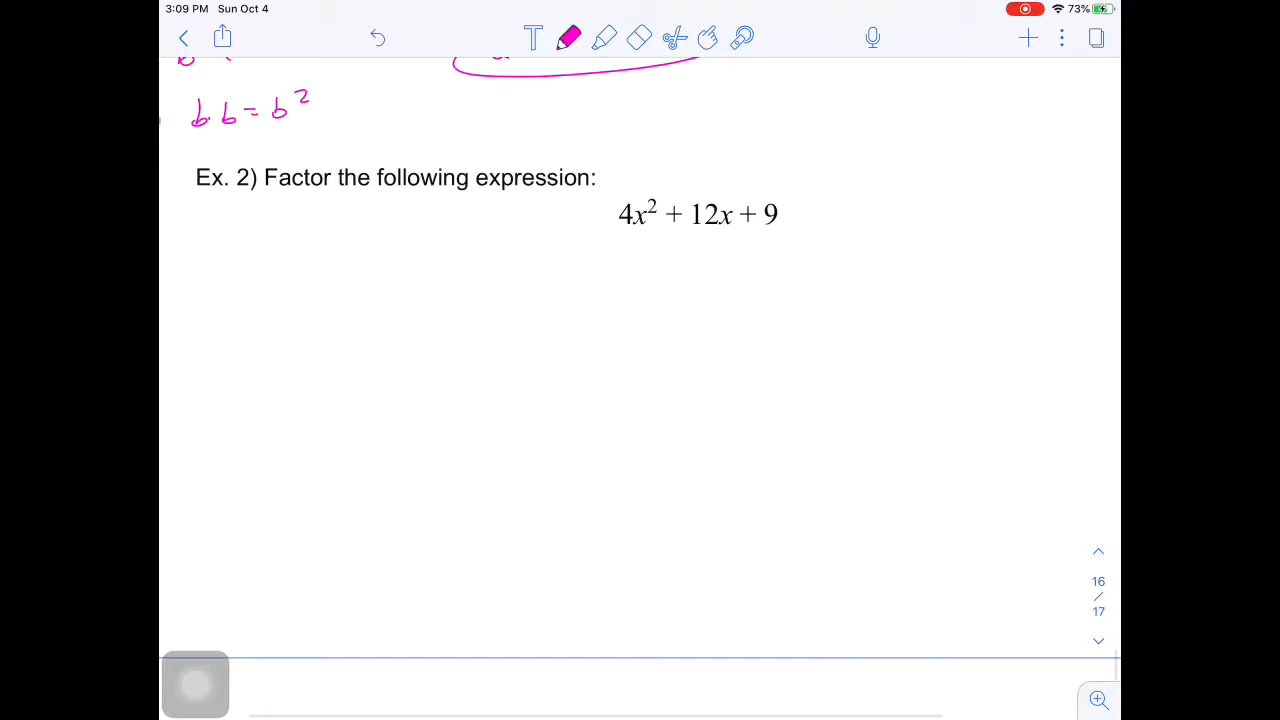 3:09 PM Sun Oct 4
73%
b·b = b²
Ex. 2) Factor the following expression:
4x² + 12x + 9
16
/
17